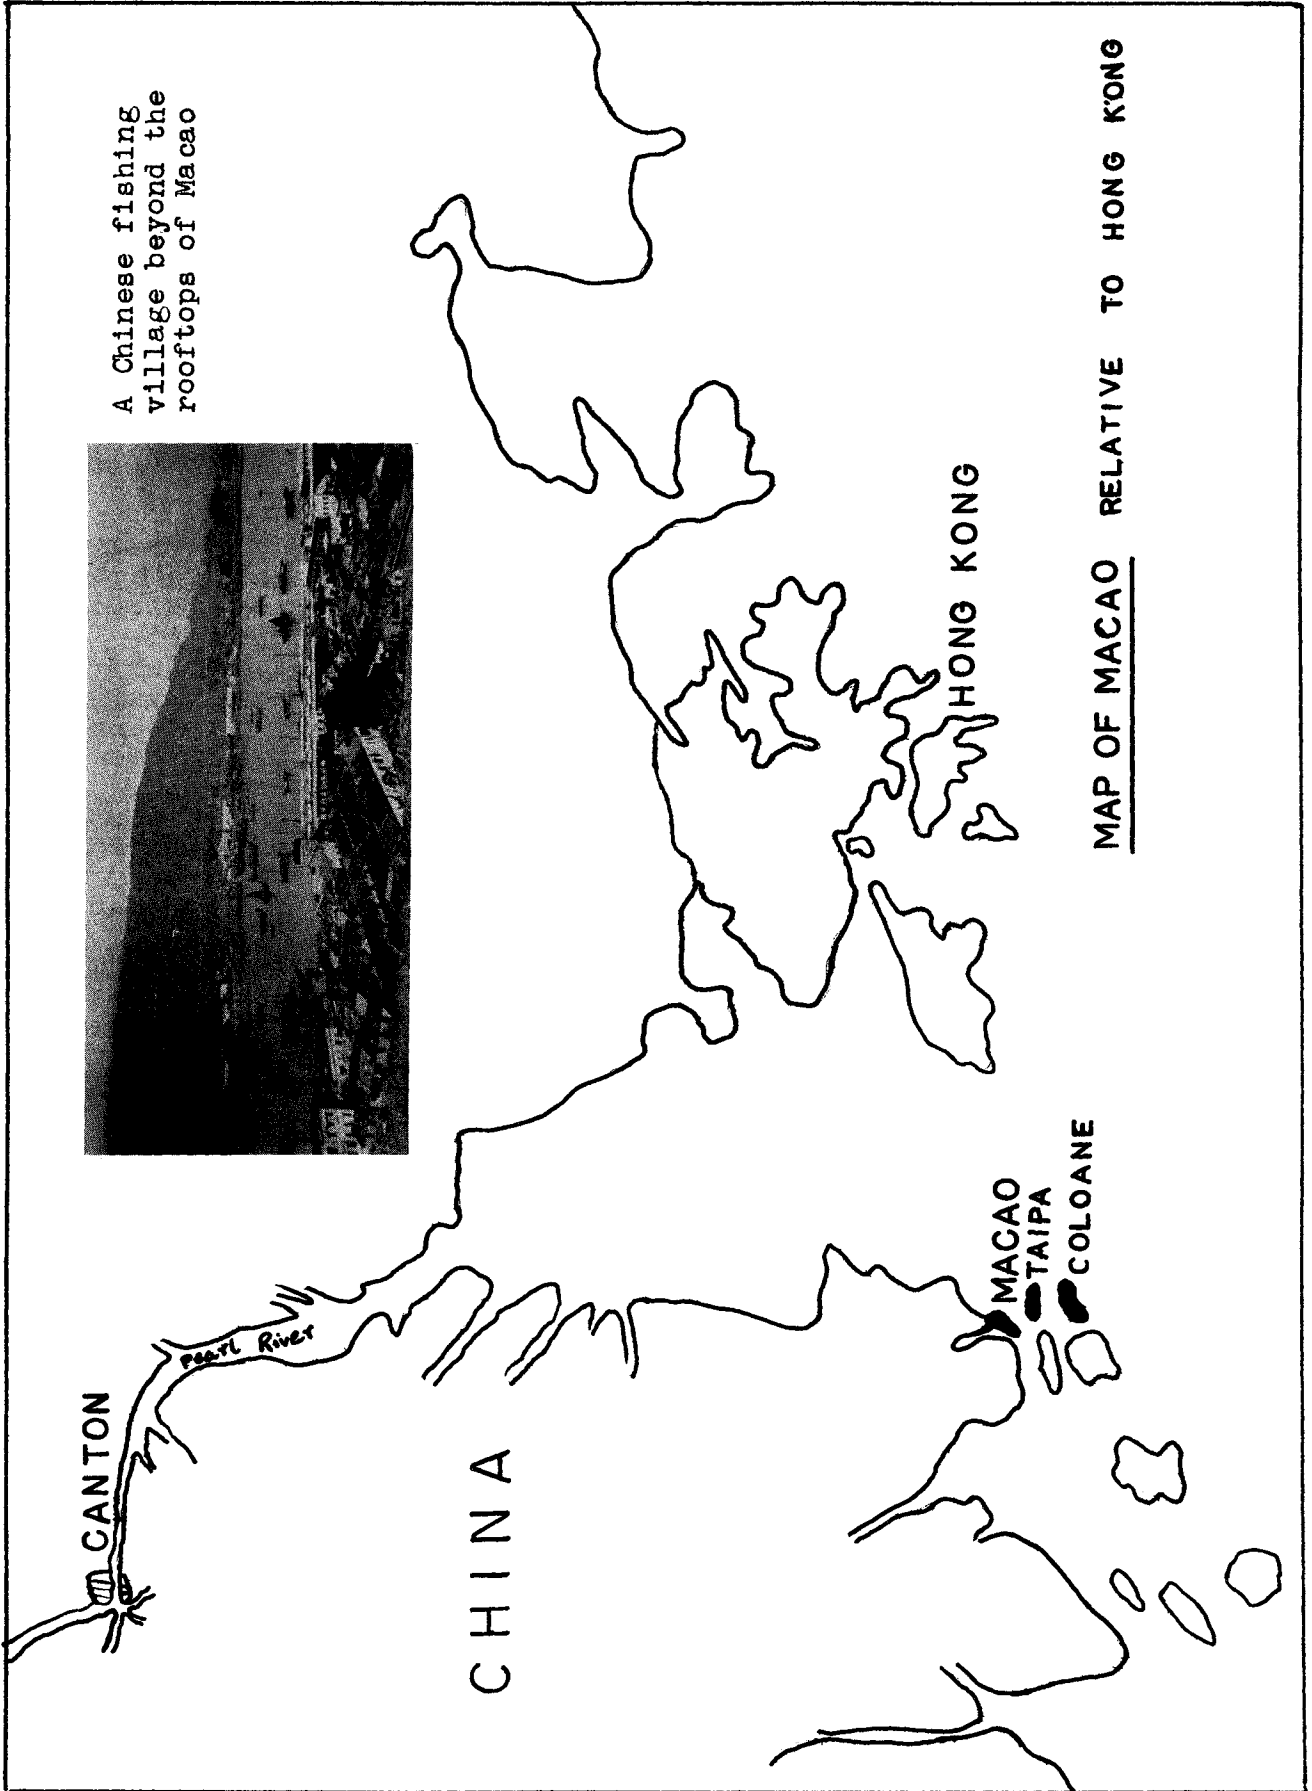 A Chinese fishing
village beyond the
rooftops of Macao
CANTON
Pearl River
CHINA
HONG KONG
MACAO
TAIPA
COLOANE
MAP OF MACAO RELATIVE TO HONG KONG